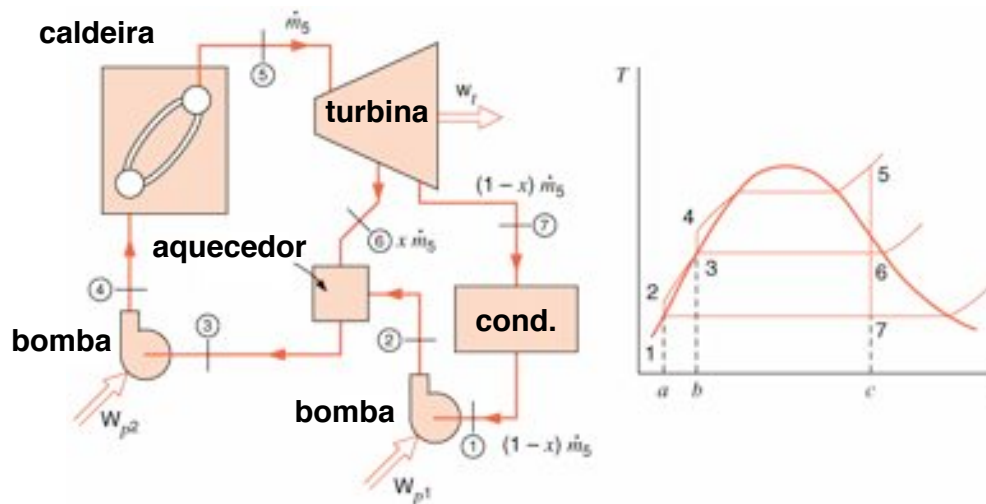 caldeira
ṁ₅
⑤
turbina
wₜ
(1 − x) ṁ₅
⑥ x ṁ₅
⑦
aquecedor
④
bomba
③
②
cond.
Wₚ₂
bomba
①
(1 − x) ṁ₅
Wₚ₁
T
5
4
3
6
2
7
1
a
b
c